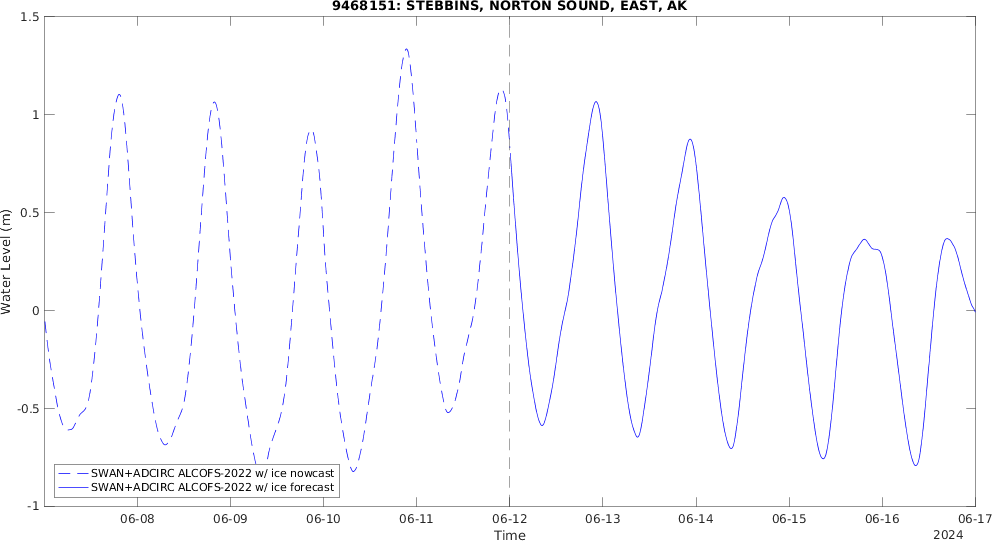 9468151: STEBBINS, NORTON SOUND, EAST, AK
1.5
1
0.5
0
-0.5
-1
Water Level (m)
SWAN+ADCIRC ALCOFS-2022 w/ ice nowcast
SWAN+ADCIRC ALCOFS-2022 w/ ice forecast
06-08 06-09 06-10 06-11 06-12 06-13 06-14 06-15 06-16 06-17
Time
2024